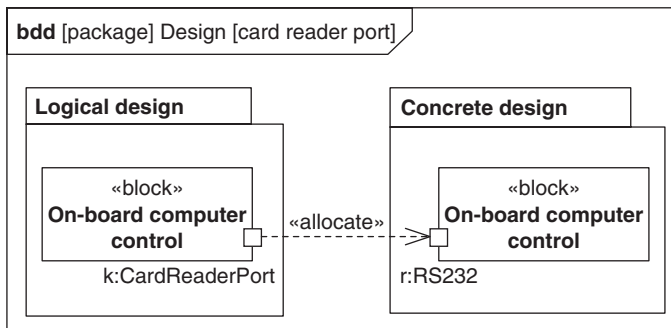 bdd [package] Design [card reader port]
Logical design
«block»
On-board computer
control
k:CardReaderPort
«allocate»
Concrete design
«block»
On-board computer
control
r:RS232